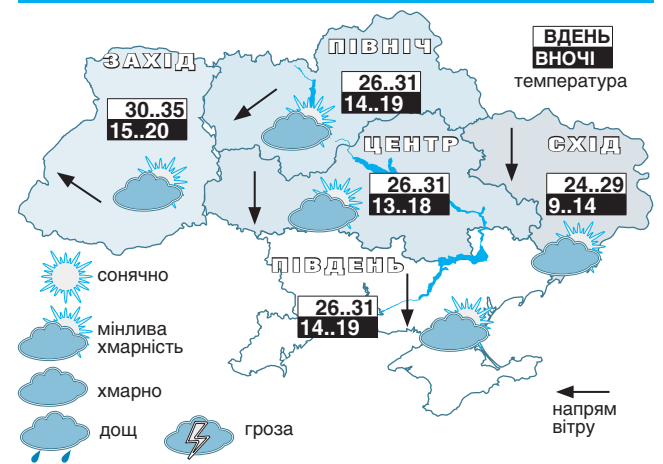 ПІВНІЧ
ВДЕНЬ
ВНОЧІ
температура
ЗАХІД
26..31
14..19
30..35
15..20
ЦЕНТР
СХІД
26..31
13..18
24..29
9..14
ПІВДЕНЬ
26..31
14..19
сонячно
мінлива
хмарність
хмарно
дощ
гроза
напрям
вітру